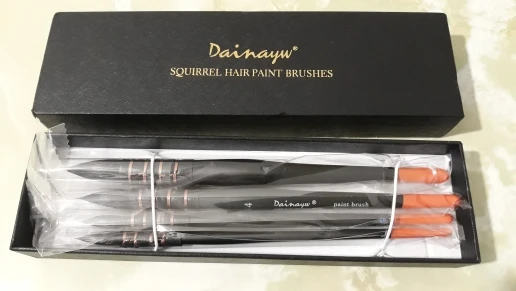 Dainayw®
SQUIRREL HAIR PAINT BRUSHES
4 Dainayw® paint brush